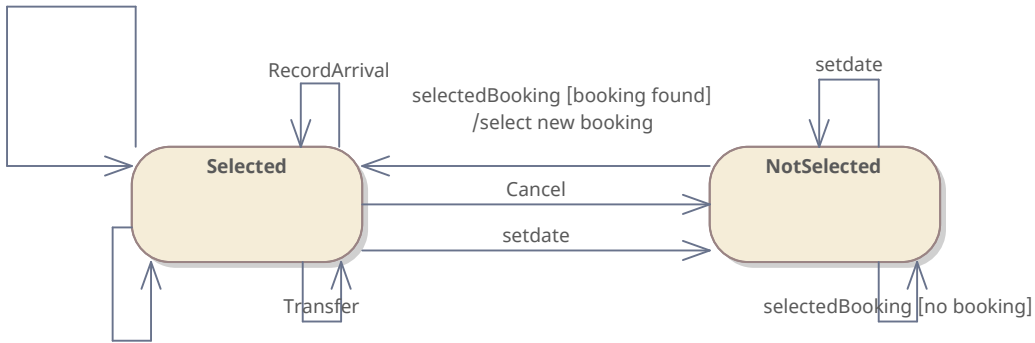 setdate
RecordArrival
selectedBooking [booking found]
/select new booking
Selected
NotSelected
Cancel
setdate
Transfer
selectedBooking [no booking]